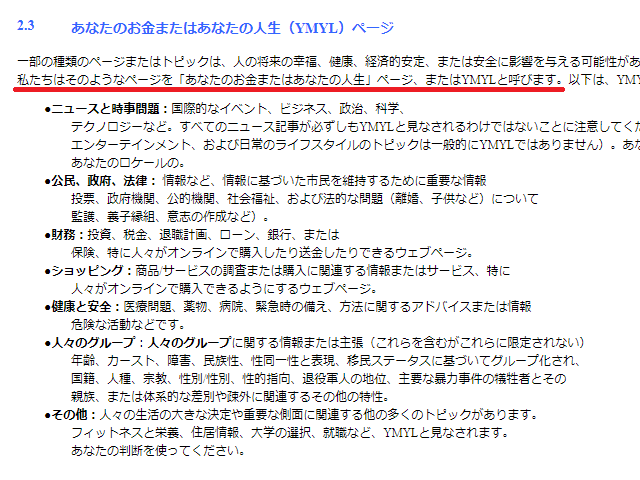 2.3 あなたのお金またはあなたの人生（YMYL）ページ
一部の種類のページまたはトピックは、人の将来の幸福、健康、経済的安定、または安全に影響を与える可能性があ
私たちはそのようなページを「あなたのお金またはあなたの人生」ページ、またはYMYLと呼びます。以下は、YMY
●ニュースと時事問題：国際的なイベント、ビジネス、政治、科学、
テクノロジーなど。すべてのニュース記事が必ずしもYMYLと見なされるわけではないことに注意してくだ
エンターテインメント、および日常のライフスタイルのトピックは一般的にYMYLではありません）。あな
あなたのロケールの。
●公民、政府、法律： 情報など、情報に基づいた市民を維持するために重要な情報
投票、政府機関、公的機関、社会福祉、および法的な問題（離婚、子供など）について
監護、養子縁組、意志の作成など）。
●財務：投資、税金、退職計画、ローン、銀行、または
保険、特に人々がオンラインで購入したり送金したりできるウェブページ。
●ショッピング：商品/サービスの調査または購入に関連する情報またはサービス、特に
人々がオンラインで購入できるようにするウェブページ。
●健康と安全：医療問題、薬物、病院、緊急時の備え、方法に関するアドバイスまたは情報
危険な活動などです。
●人々のグループ：人々のグループに関する情報または主張（これらを含むがこれらに限定されない）
年齢、カースト、障害、民族性、性同一性と表現、移民ステータスに基づいてグループ化され、
国籍、人種、宗教、性別/性別、性的指向、退役軍人の地位、主要な暴力事件の犠牲者とその
親族、または体系的な差別や疎外に関連するその他の特性。
●その他：人々の生活の大きな決定や重要な側面に関連する他の多くのトピックがあります。
フィットネスと栄養、住居情報、大学の選択、就職など、YMYLと見なされます。
あなたの判断を使ってください。